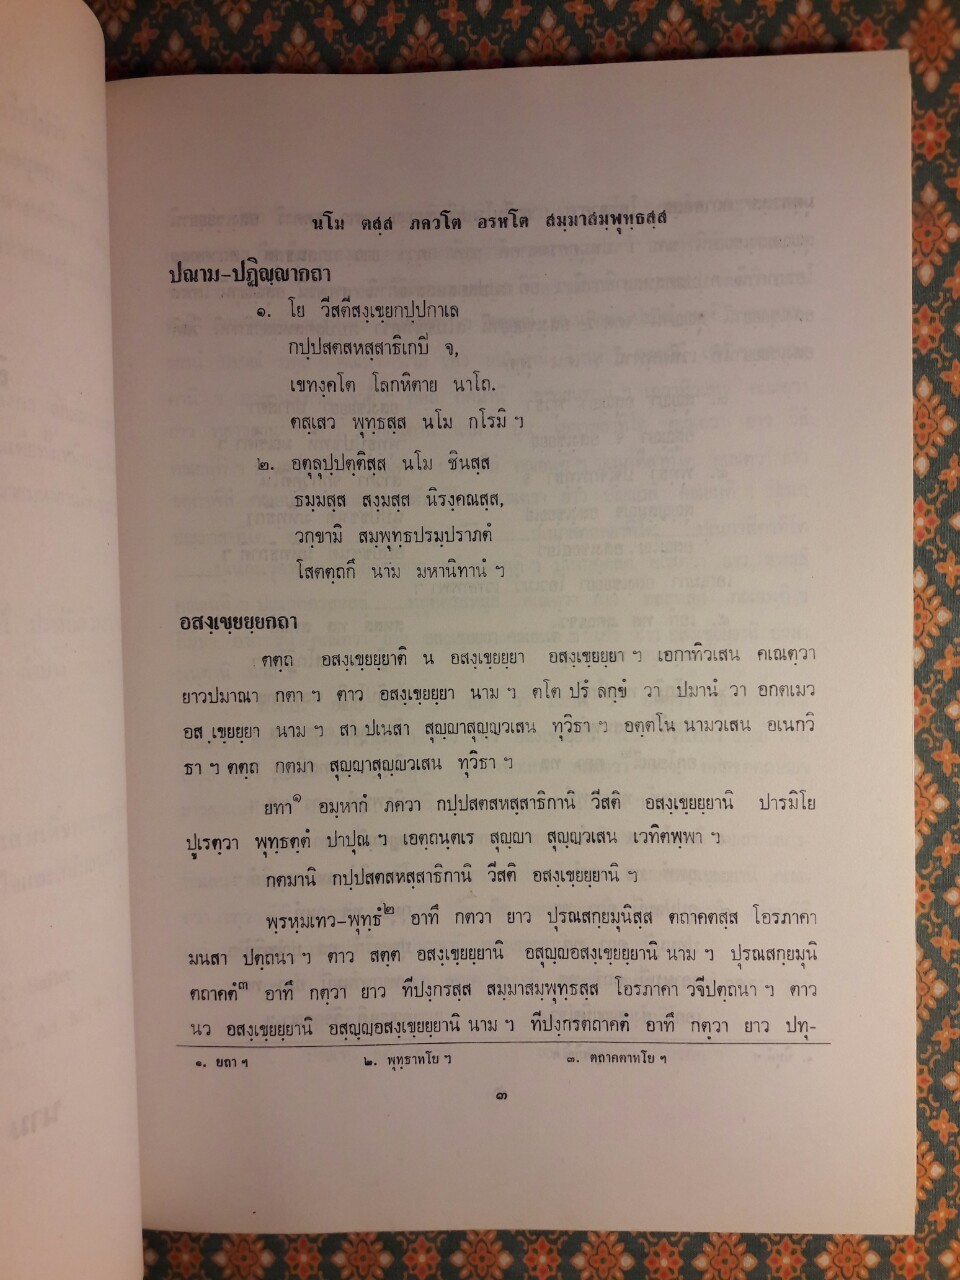 นโม ตสฺส ภควโต อรหโต สมฺมาสมฺพุทฺธสฺส
ปณาม-ปฏิญฺญากถา
๑. โย วีสตีสงฺเขฺยกปฺปกาเล
กปฺปสตสหสฺสาธิเกปี จ,
เขทงฺคโต โลกหิตาย นาโถ.
ตสฺเสว พุทฺธสฺส นโม กโรมิ ฯ
๒. อตุลุปฺปตฺติสฺส นโม ชินสฺส
ธมฺมสฺส สงฺฆสฺส นิรงฺคณสฺส,
วกฺขามิ สมฺพุทฺธปรมฺปราภตํ
โสตตฺถกึ นาม มหานิทานํ ฯ
อสงฺเขฺยยฺยกถา
ตตฺถ อสงฺเขฺยยฺยาติ น อสงฺเขฺยยฺยา อสงฺเขฺยยฺยา ฯ เอกาทิวเสน คเณตฺวา
ยาวปมาณา กตา ฯ ตาว อสงฺเขฺยยฺยา นาม ฯ ตโต ปรํ ลกฺขํ วา ปมานํ วา อกตเมว
อสงฺเขฺยยฺยา นาม ฯ สา ปเนสา สุญฺญาสุญฺญวเสน ทุวิธา ฯ อตฺตโน นามวเสน อเนกวิ
ธา ฯ ตตฺถ กตมา สุญฺญาสุญฺญวเสน ทุวิธา ฯ
ยทา๑ อมฺหากํ ภควา กปฺปสตสหสฺสาธิกานิ วีสติ อสงฺเขฺยยฺยานิ ปารมิโย
ปุเรตฺวา พุทฺธตฺตํ ปาปุณ ฯ เอตฺถนฺตเร สุญฺญา สุญฺญวเสน เวทิตพฺพา ฯ
กตมานิ กปฺปสตสหสฺสาธิกานิ วีสติ อสงฺเขฺยยฺยานิ ฯ
พฺรหฺมเทว-พุทฺธํ๒ อาทึ กตวา ยาว ปุรณสกฺยมุนิสฺส ตถาคตสฺส โอรภาคา
มนสา ปตฺถนา ฯ ตาว สตฺต อสงฺเขฺยยฺยานิ อสุญฺญอสงฺเขฺยยฺยานิ นาม ฯ ปุรณสกฺยมุนิ
ตถาคตํ๓ อาทึ กตฺวา ยาว ทีปงฺกรสฺส สมฺมาสมฺพุทฺธสฺส โอรภาคา วจีปตฺถนา ฯ ตาว
นว อสงฺเขฺยยฺยานิ อสุญฺญอสงฺเขฺยยฺยานิ นาม ฯ ทีปงฺกรตถาคตํ อาทึ กตฺวา ยาว ปทุ-
๑. ยถา ฯ ๒. พุทฺธาทโย ฯ ๓. ตถาคตาทโย ฯ
๓